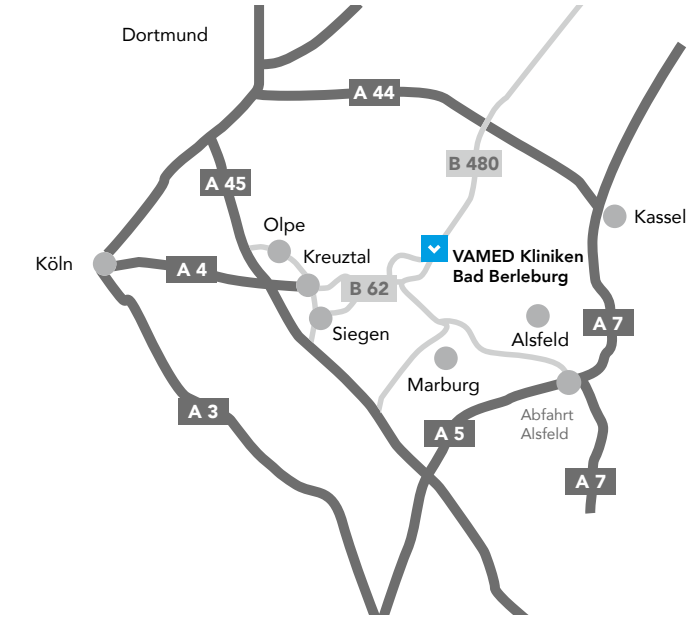 Dortmund
A 44
B 480
A 45
Kassel
Olpe
Kreuztal
VAMED Kliniken
Bad Berleburg
Köln
A 4
B 62
A 7
Siegen
Alsfeld
Marburg
A 3
Abfahrt
Alsfeld
A 5
A 7